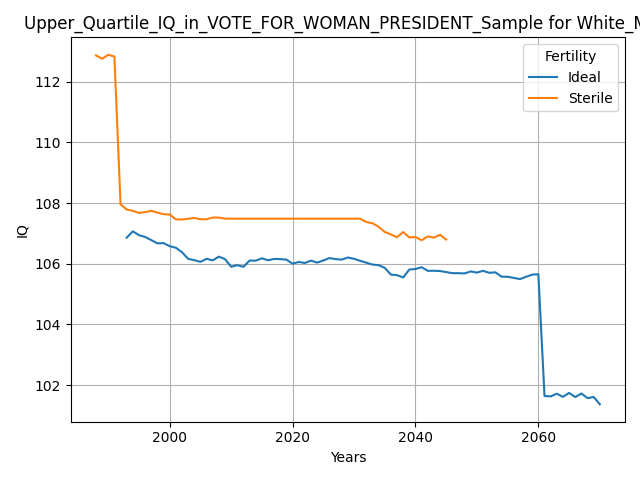 Upper_Quartile_IQ_in_VOTE_FOR_WOMAN_PRESIDENT_Sample for White_M
Fertility
Ideal
Sterile
112
110
108
106
104
102
IQ
2000
2020
2040
2060
Years